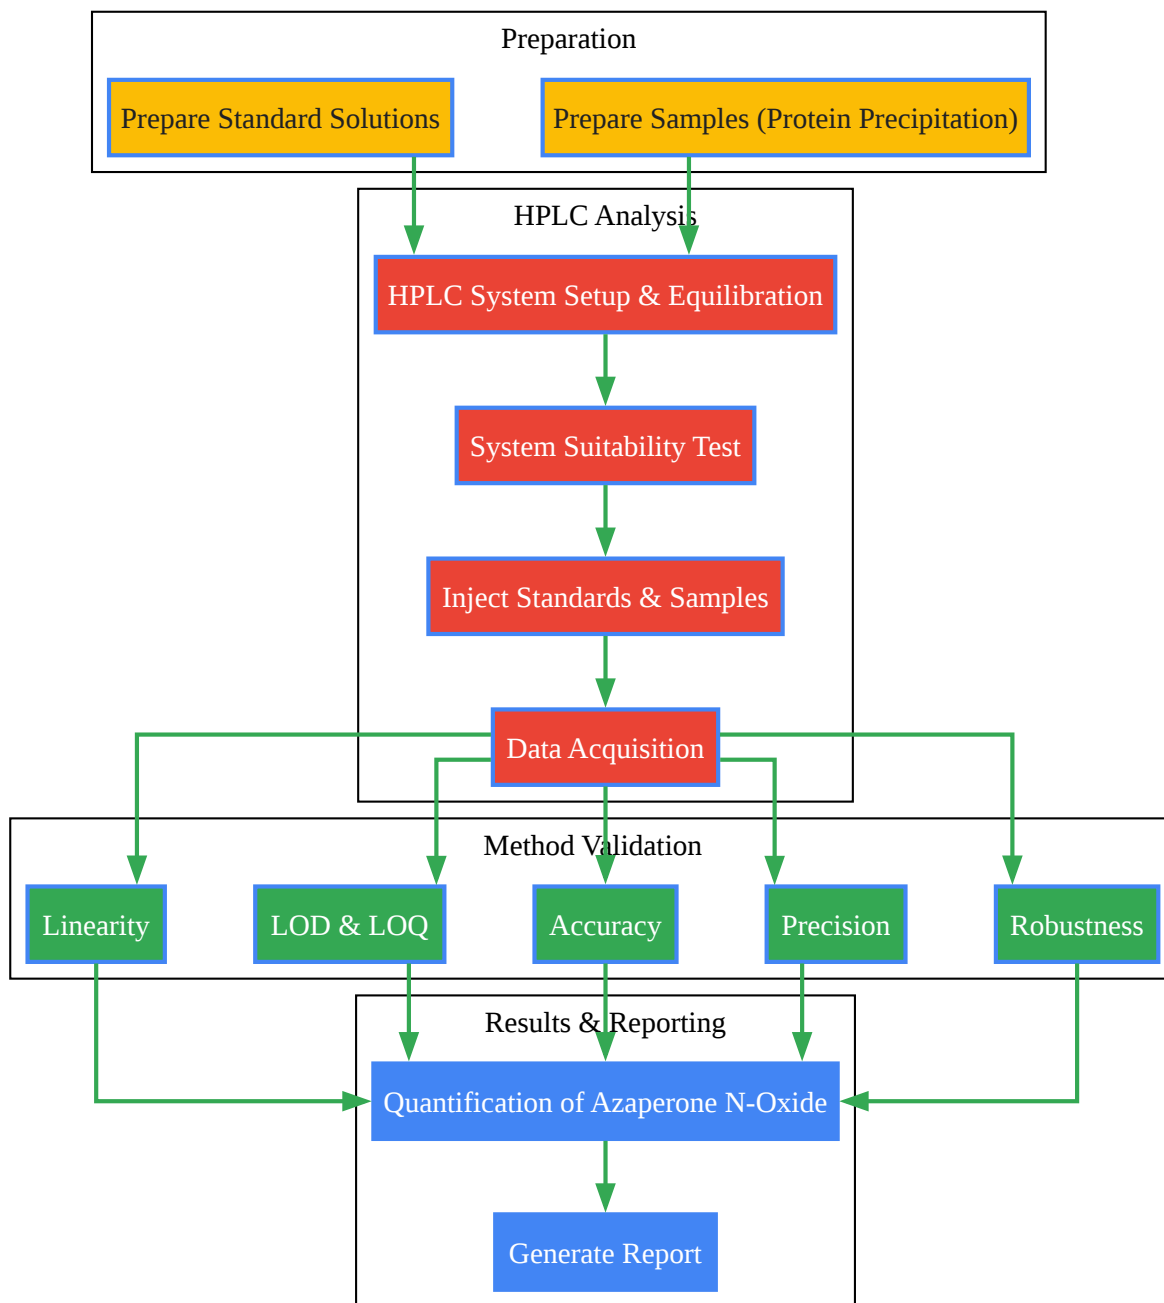 Preparation
Prepare Standard Solutions
Prepare Samples (Protein Precipitation)
HPLC Analysis
HPLC System Setup & Equilibration
System Suitability Test
Inject Standards & Samples
Data Acquisition
Method Validation
Linearity
LOD & LOQ
Accuracy
Precision
Robustness
Results & Reporting
Quantification of Azaperone N-Oxide
Generate Report